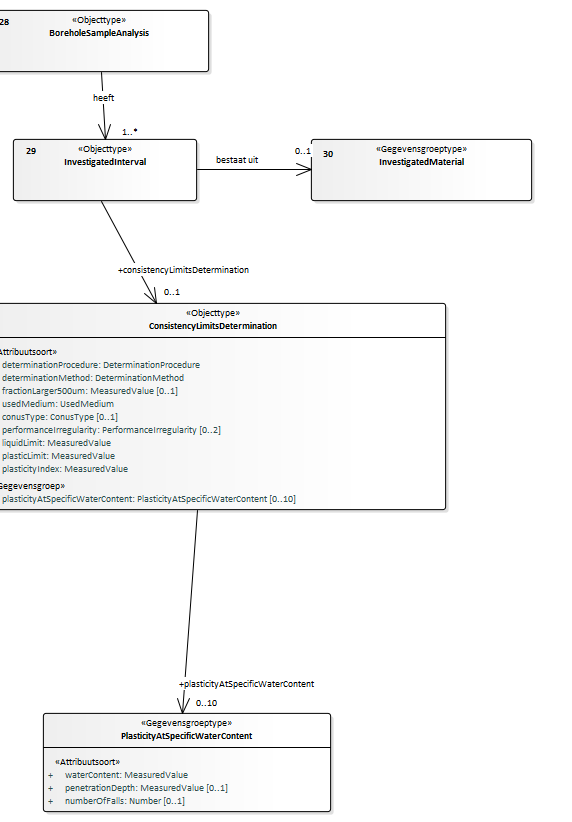 28
«Objecttype»
BoreholeSampleAnalysis
heeft
1..*
29
«Objecttype»
InvestigatedInterval
bestaat uit
0..1
30
«Gegevensgroeptype»
InvestigatedMaterial
+consistencyLimitsDetermination
0..1
«Objecttype»
ConsistencyLimitsDetermination
Attribuutsoort»
determinationProcedure: DeterminationProcedure
determinationMethod: DeterminationMethod
fractionLarger500um: MeasuredValue [0..1]
usedMedium: UsedMedium
conusType: ConusType [0..1]
performanceIrregularity: PerformanceIrregularity [0..2]
liquidLimit: MeasuredValue
plasticLimit: MeasuredValue
plasticityIndex: MeasuredValue
Gegevensgroep»
plasticityAtSpecificWaterContent: PlasticityAtSpecificWaterContent [0..10]
+plasticityAtSpecificWaterContent
0..10
«Gegevensgroeptype»
PlasticityAtSpecificWaterContent
«Attribuutsoort»
+ waterContent: MeasuredValue
+ penetrationDepth: MeasuredValue [0..1]
+ numberOfFalls: Number [0..1]